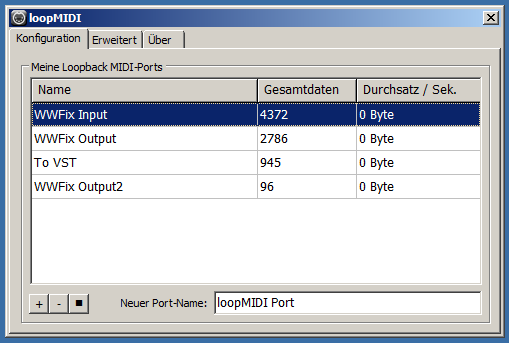 loopMIDI
Konfiguration Erweitert Über
Meine Loopback MIDI-Ports
Name Gesamtdaten Durchsatz / Sek.
WWFix Input 4372 0 Byte
WWFix Output 2786 0 Byte
To VST 945 0 Byte
WWFix Output2 96 0 Byte
+ - ■ Neuer Port-Name: loopMIDI Port